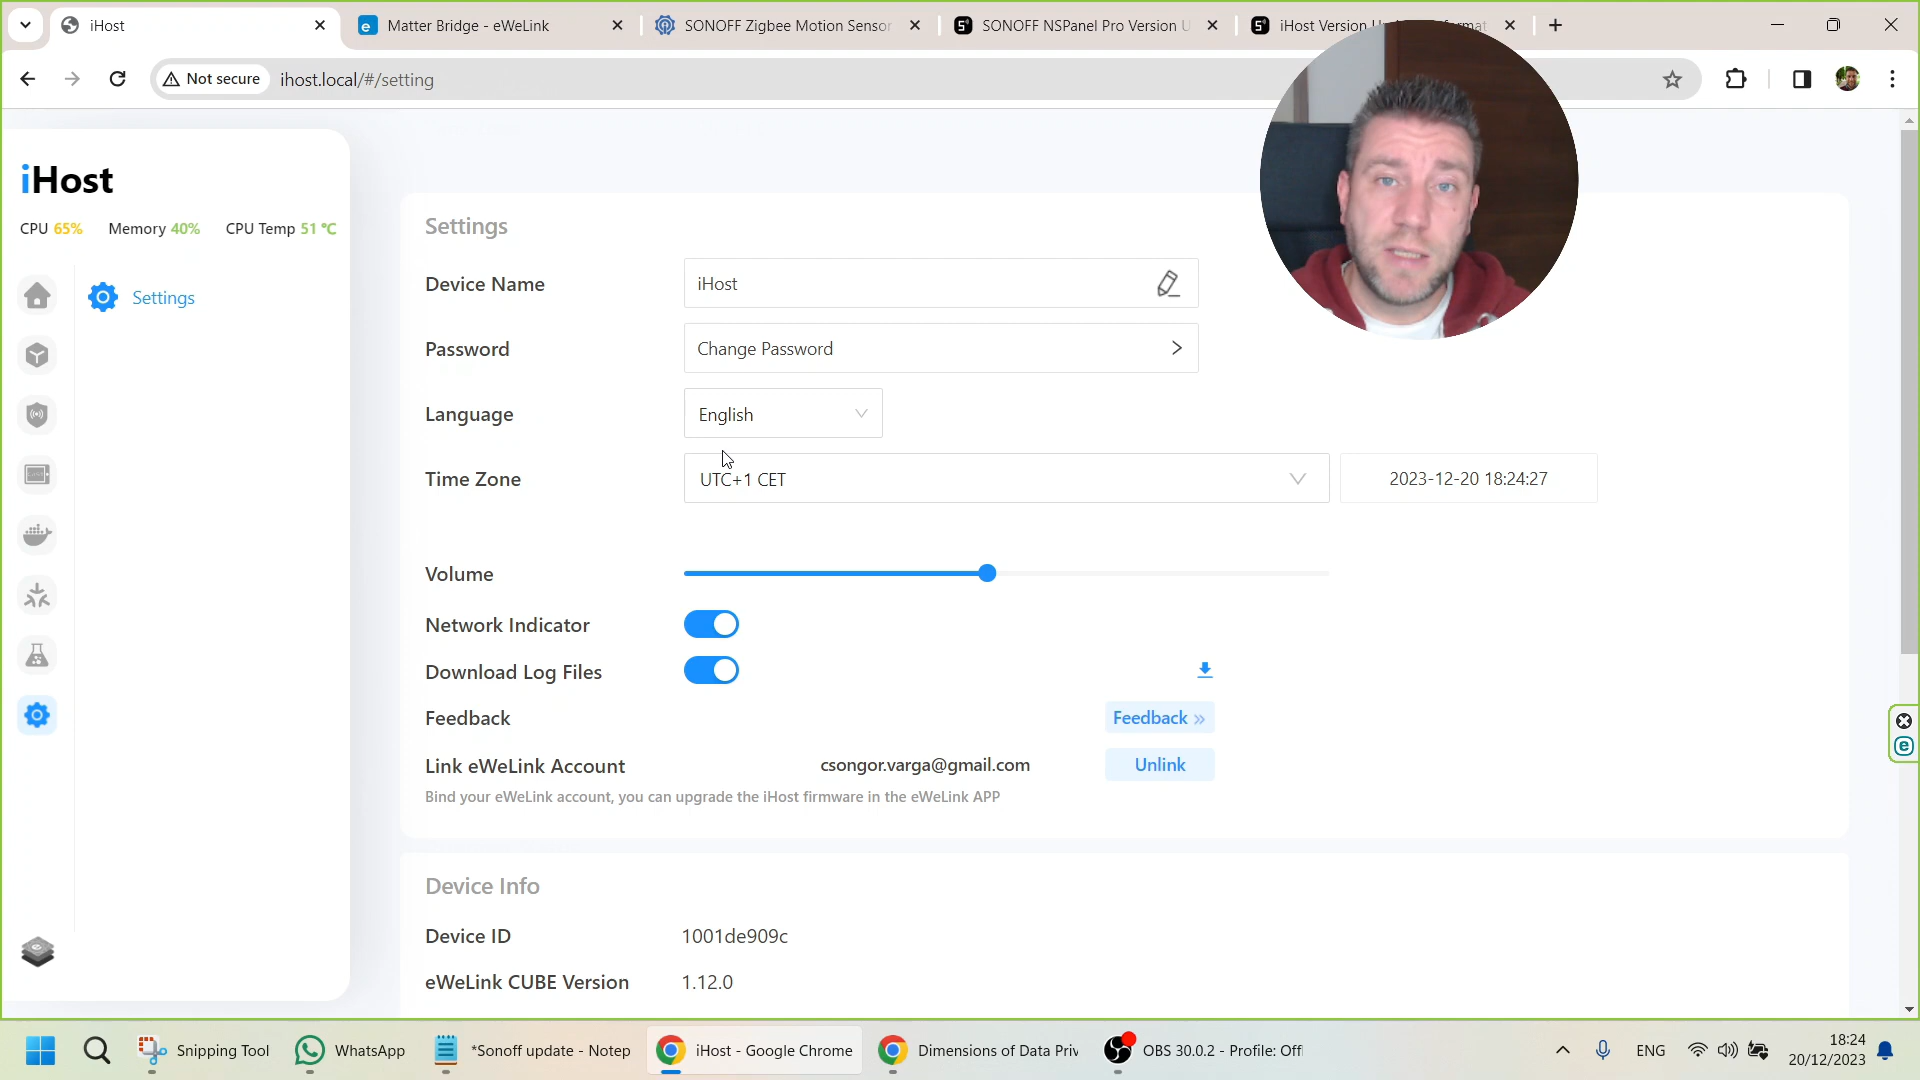 iHost
Matter Bridge - eWeLink
SONOFF Zigbee Motion Sensor
SONOFF NSPanel Pro Version U
iHost Version
Not secure
ihost.local/#/setting
iHost
CPU 65%
Memory 40%
CPU Temp 51 ℃
Settings
Settings
Device Name
iHost
Password
Change Password
Language
English
Time Zone
UTC+1 CET
2023-12-20 18:24:27
Volume
Network Indicator
Download Log Files
Feedback
Feedback »
Link eWeLink Account
csongor.varga@gmail.com
Unlink
Bind your eWeLink account, you can upgrade the iHost firmware in the eWeLink APP
Device Info
Device ID
1001de909c
eWeLink CUBE Version
1.12.0
Snipping Tool
WhatsApp
*Sonoff update - Notep
iHost - Google Chrome
Dimensions of Data Priv
OBS 30.0.2 - Profile: Off
ENG
18:24
20/12/2023